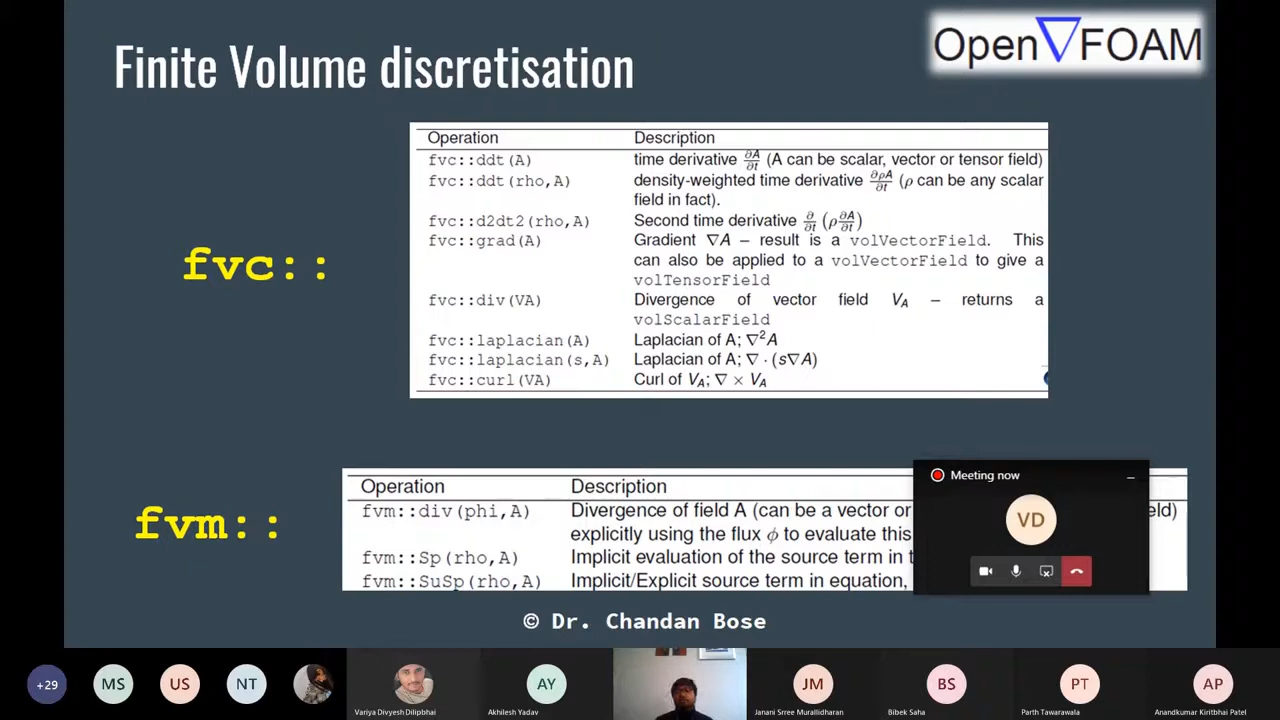 Finite Volume discretisation
Open∇FOAM
Operation Description
fvc::ddt(A) time derivative ∂A/∂t (A can be scalar, vector or tensor field)
fvc::ddt(rho,A) density-weighted time derivative ∂ρA/∂t (ρ can be any scalar
field in fact).
fvc::d2dt2(rho,A) Second time derivative ∂/∂t (ρ ∂A/∂t)
fvc::grad(A) Gradient ∇A – result is a volVectorField. This
can also be applied to a volVectorField to give a
volTensorField
fvc::
fvc::div(VA) Divergence of vector field V_A – returns a
volScalarField
fvc::laplacian(A) Laplacian of A; ∇²A
fvc::laplacian(s,A) Laplacian of A; ∇ · (s∇A)
fvc::curl(VA) Curl of V_A; ∇ × V_A
Operation Description
fvm::
fvm::div(phi,A) Divergence of field A (can be a vector or eld)
explicitly using the flux ϕ to evaluate this
fvm::Sp(rho,A) Implicit evaluation of the source term in t
fvm::SuSp(rho,A) Implicit/Explicit source term in equation,
Meeting now
VD
© Dr. Chandan Bose
+29
MS
US
NT
Variya Divyesh Dilipbhai
AY
Akhilesh Yadav
JM
Janani Srree Murallidharan
BS
Bibek Saha
PT
Parth Tawarawala
AP
Anandkumar Kiritbhai Patel